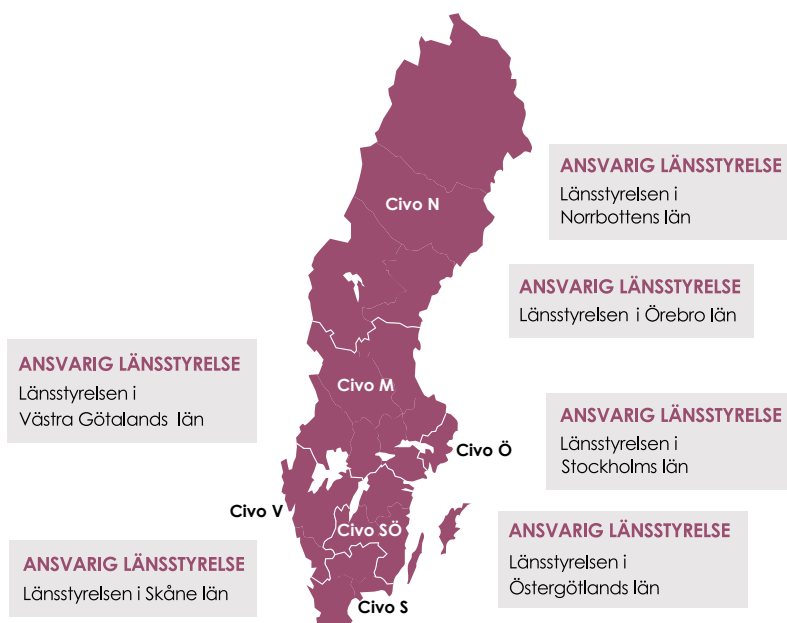 ANSVARIG LÄNSSTYRELSE
Länsstyrelsen i
Norrbottens län
Civo N
ANSVARIG LÄNSSTYRELSE
Länsstyrelsen i Örebro län
ANSVARIG LÄNSSTYRELSE
Länsstyrelsen i
Västra Götalands län
Civo M
ANSVARIG LÄNSSTYRELSE
Länsstyrelsen i
Stockholms län
Civo Ö
Civo V
Civo SÖ
ANSVARIG LÄNSSTYRELSE
Länsstyrelsen i
Östergötlands län
ANSVARIG LÄNSSTYRELSE
Länsstyrelsen i Skåne län
Civo S